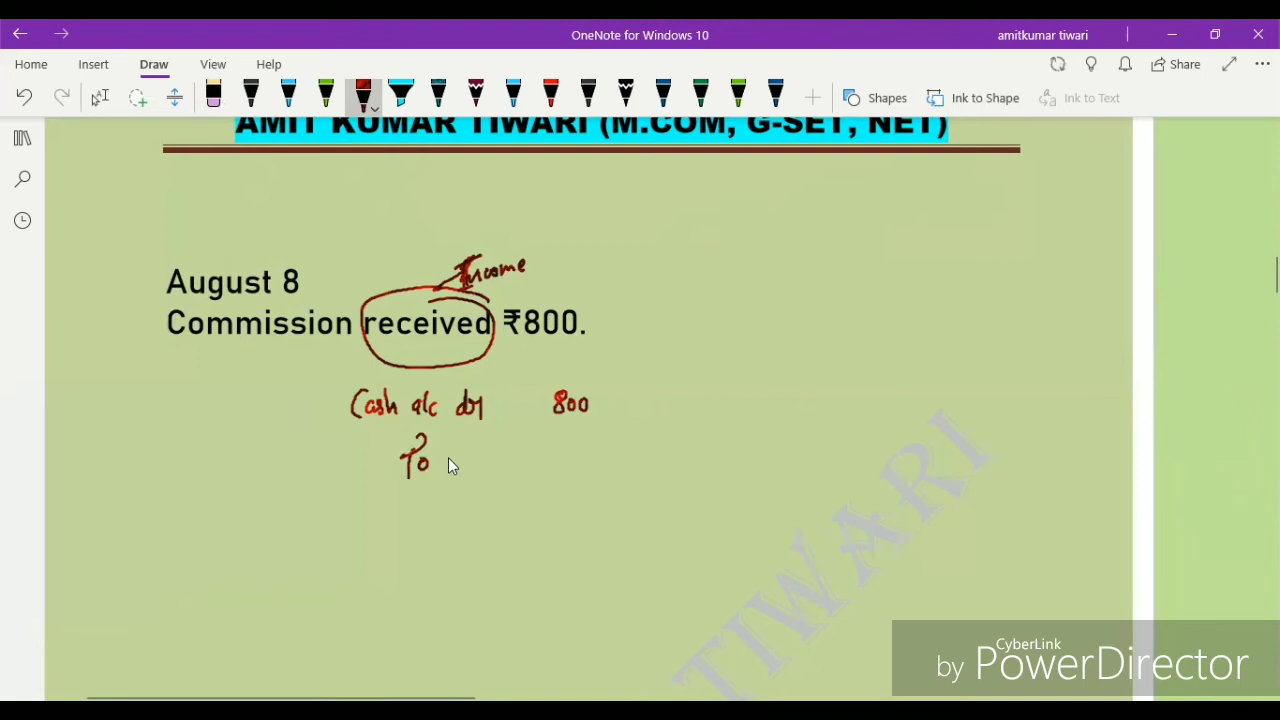 OneNote for Windows 10
amitkumar tiwari
Home Insert Draw View Help
Share
Shapes Ink to Shape Ink to Text
AMIT KUMAR TIWARI (M.COM, G-SET, NET)
Income
August 8
Commission received ₹800.
Cash a/c dr 800
To
TIWARI
CyberLink
by PowerDirector